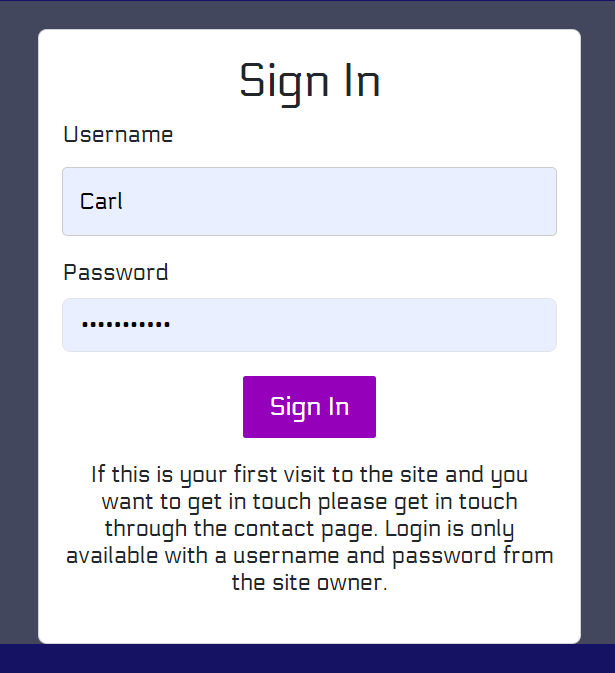 Sign In
Username
Carl
Password
•••••••••••
Sign In
If this is your first visit to the site and you
want to get in touch please get in touch
through the contact page. Login is only
available with a username and password from
the site owner.